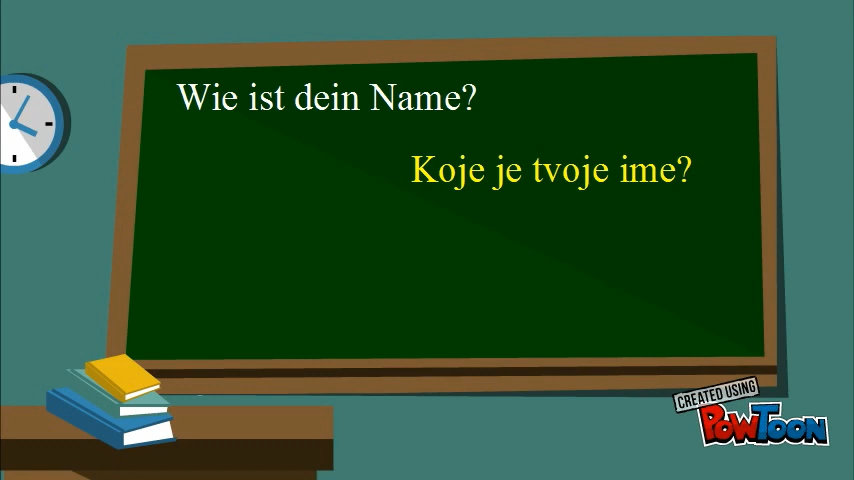 Wie ist dein Name?
Koje je tvoje ime?
CREATED USING
POWTOON